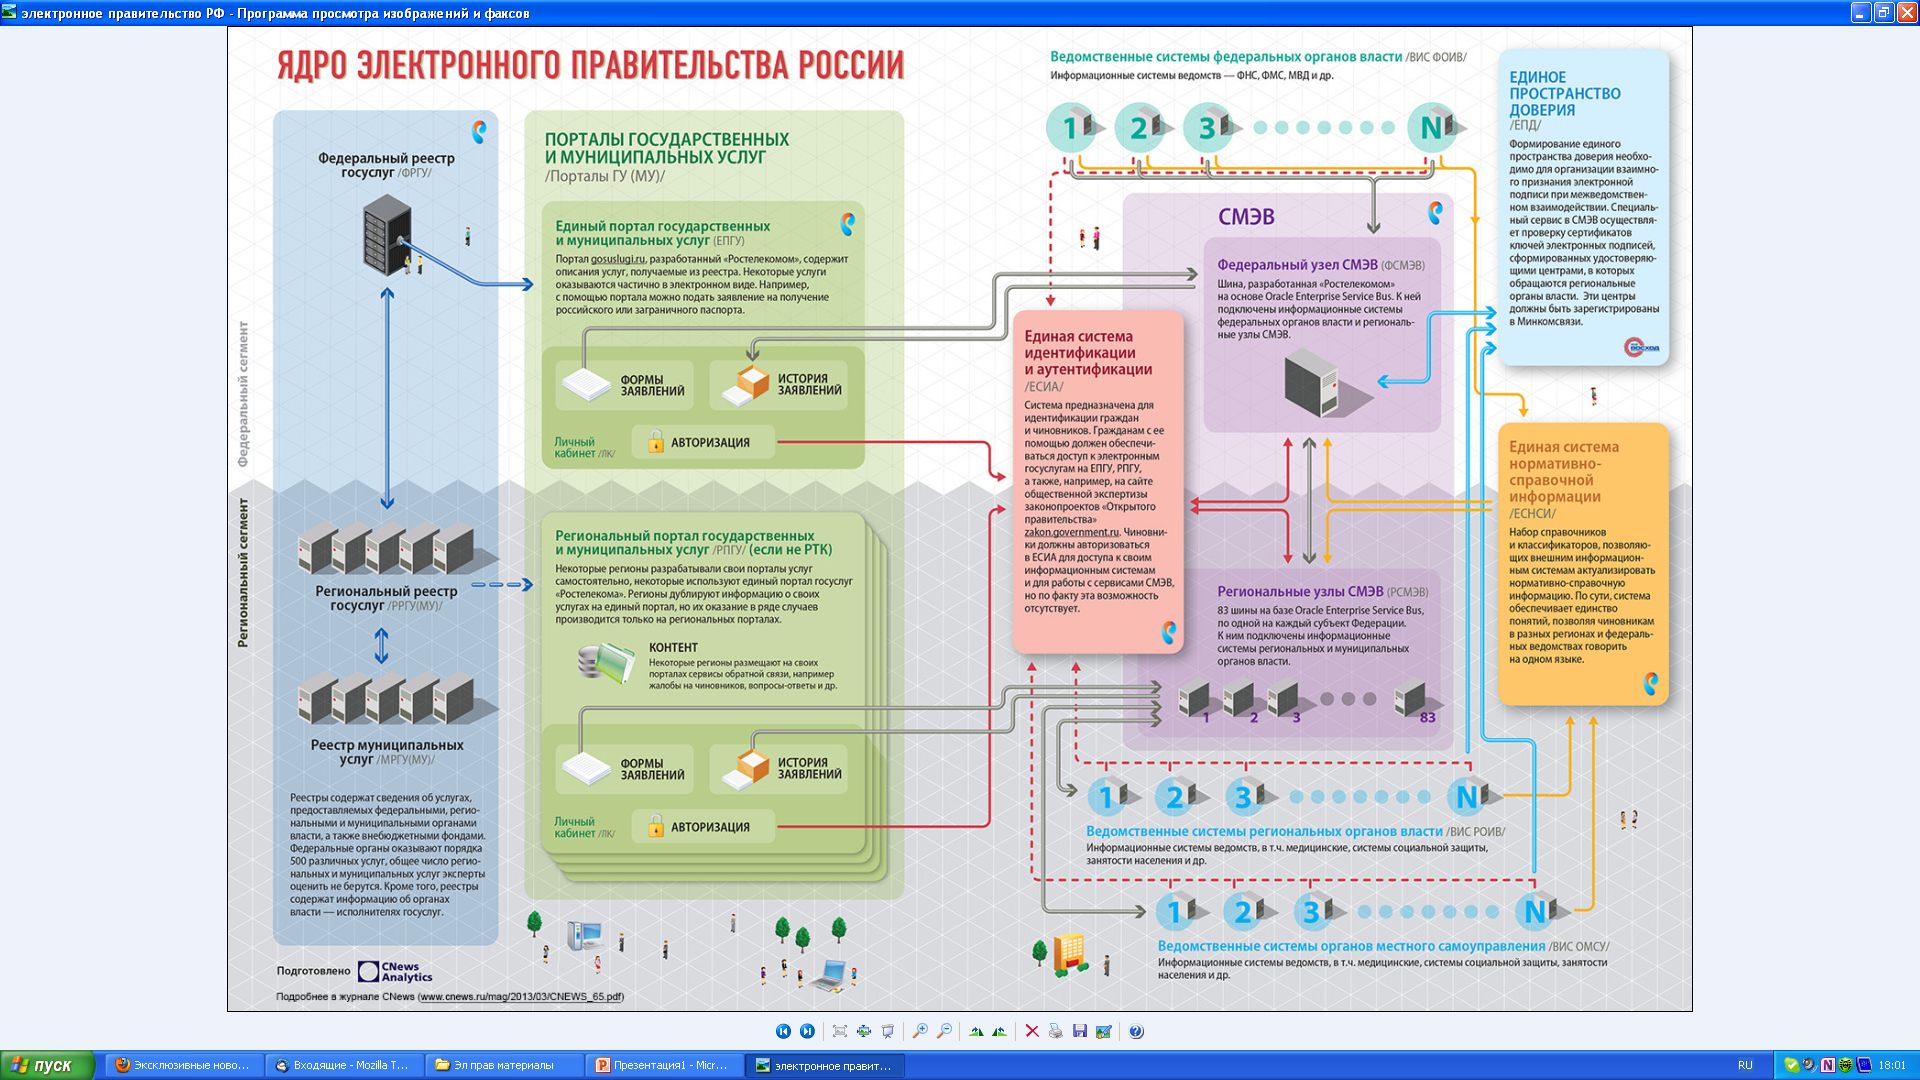 электронное правительство РФ - Программа просмотра изображений и факсов
ЯДРО ЭЛЕКТРОННОГО ПРАВИТЕЛЬСТВА РОССИИ
Федеральный сегмент
Региональный сегмент
Федеральный реестр
госуслуг /ФРГУ/
Региональный реестр
госуслуг /РРГУ(МУ)/
Реестр муниципальных
услуг /МРГУ(МУ)/
Реестры содержат сведения об услугах,
предоставляемых федеральными, регио-
нальными и муниципальными органами
власти, а также внебюджетными фондами.
Федеральные органы оказывают порядка
500 различных услуг, общее число регио-
нальных и муниципальных услуг эксперты
оценить не берутся. Кроме того, реестры
содержат информацию об органах
власти — исполнителях госуслуг.
Подготовлено
CNews
Analytics
Подробнее в журнале CNews (www.cnews.ru/mag/2013/03/CNEWS_65.pdf)
ПОРТАЛЫ ГОСУДАРСТВЕННЫХ
И МУНИЦИПАЛЬНЫХ УСЛУГ
/Порталы ГУ (МУ)/
Единый портал государственных
и муниципальных услуг (ЕПГУ)
Портал gosuslugi.ru, разработанный «Ростелекомом», содержит
описания услуг, получаемые из реестра. Некоторые услуги
оказываются частично в электронном виде. Например,
с помощью портала можно подать заявление на получение
российского или заграничного паспорта.
ФОРМЫ
ЗАЯВЛЕНИЙ
ИСТОРИЯ
ЗАЯВЛЕНИЙ
Личный
кабинет /ЛК/
АВТОРИЗАЦИЯ
Региональный портал государственных
и муниципальных услуг /РПГУ/ (если не РТК)
Некоторые регионы разрабатывали свои порталы услуг
самостоятельно, некоторые используют единый портал госуслуг
«Ростелекома». Регионы дублируют информацию о своих
услугах на единый портал, но их оказание в ряде случаев
производится только на региональных порталах.
КОНТЕНТ
Некоторые регионы размещают на своих
порталах сервисы обратной связи, например
жалобы на чиновников, вопросы-ответы и др.
ФОРМЫ
ЗАЯВЛЕНИЙ
ИСТОРИЯ
ЗАЯВЛЕНИЙ
Личный
кабинет /ЛК/
АВТОРИЗАЦИЯ
Ведомственные системы федеральных органов власти /ВИС ФОИВ/
Информационные системы ведомств — ФНС, ФМС, МВД и др.
1 2 3 N
Единая система
идентификации
и аутентификации
/ЕСИА/
Система предназначена для
идентификации граждан
и чиновников. Гражданам с ее
помощью должен обеспечи-
ваться доступ к электронным
госуслугам на ЕПГУ, РПГУ,
а также, например, на сайте
общественной экспертизы
законопроектов «Открытого
правительства»
zakon.government.ru. Чиновни-
ки должны авторизоваться
в ЕСИА для доступа к своим
информационным системам
и для работы с сервисами СМЭВ,
но по факту эта возможность
отсутствует.
СМЭВ
Федеральный узел СМЭВ (ФСМЭВ)
Шина, разработанная «Ростелекомом»
на основе Oracle Enterprise Service Bus. К ней
подключены информационные системы
федеральных органов власти и региональ-
ные узлы СМЭВ.
Региональные узлы СМЭВ (РСМЭВ)
83 шины на базе Oracle Enterprise Service Bus,
по одной на каждый субъект Федерации.
К ним подключены информационные
системы региональных и муниципальных
органов власти.
1 2 3 83
1 2 3 N
Ведомственные системы региональных органов власти /ВИС РОИВ/
Информационные системы ведомств, в т.ч. медицинские, системы социальной защиты,
занятости населения и др.
1 2 3 N
Ведомственные системы органов местного самоуправления /ВИС ОМСУ/
Информационные системы ведомств, в т.ч. медицинские, системы социальной защиты, занятости
населения и др.
ЕДИНОЕ
ПРОСТРАНСТВО
ДОВЕРИЯ
/ЕПД/
Формирование единого
пространства доверия необхо-
димо для организации взаимно-
го признания электронной
подписи при межведомствен-
ном взаимодействии. Специаль-
ный сервис в СМЭВ осуществля-
ет проверку сертификатов
ключей электронных подписей,
сформированных удостоверяю-
щими центрами, в которых
обращаются региональные
органы власти. Эти центры
должны быть зарегистрированы
в Минкомсвязи.
ВОСХОД
Единая система
нормативно-
справочной
информации
/ЕСНСИ/
Набор справочников
и классификаторов, позволяю-
щих внешним информацион-
ным системам актуализировать
нормативно-справочную
информацию. По сути, система
обеспечивает единство
понятий, позволяя чиновникам
в разных регионах и федераль-
ных ведомствах говорить
на одном языке.
пуск
Эксклюзивные ново...
Входящие - Mozilla T...
Эл прав материалы
Презентация1 - Micr...
электронное правит...
RU
18:01